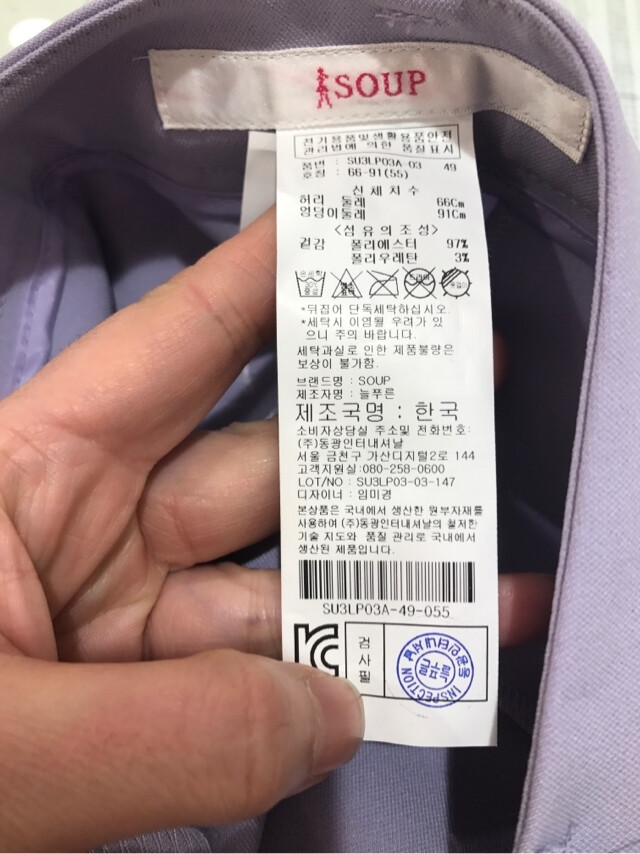 SOUP
전기용품및생활용품안전
관리법에 의한 품질표시
품번 : SU3LP03A-03 49
호칭 : 66-91(55)
신체치수
허리 둘레 66Cm
엉덩이둘레 91Cm
<섬유의조성>
겉감 폴리에스터 97%
폴리우레탄 3%
*뒤집어 단독세탁하십시오.
*세탁시 이염될 우려가 있
으니 주의 바랍니다.
세탁과실로 인한 제품불량은
보상이 불가함.
브랜드명 : SOUP
제조자명 : 늘푸른
제조국명 : 한국
소비자상담실 주소및 전화번호:
(주)동광인터내셔날
서울 금천구 가산디지털2로 144
고객지원실:080-258-0600
LOT/NO : SU3LP03-03-147
디자이너 : 임미경
본상품은 국내에서 생산한 원부자재를
사용하여 (주)동광인터내셔날의 철저한
기술 지도와 품질 관리로 국내에서
생산된 제품입니다.
SU3LP03A-49-055
검
사
필
INSPECTION